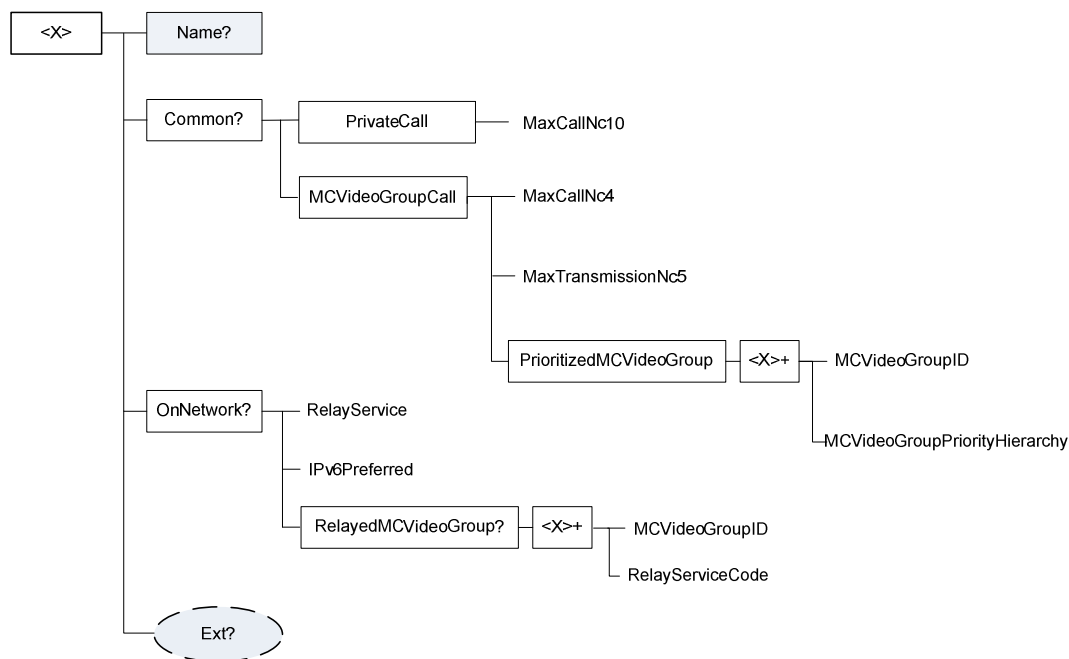 <X>
Name?
Common?
PrivateCall
MaxCallNc10
MCVideoGroupCall
MaxCallNc4
MaxTransmissionNc5
PrioritizedMCVideoGroup
<X>+
MCVideoGroupID
MCVideoGroupPriorityHierarchy
OnNetwork?
RelayService
IPv6Preferred
RelayedMCVideoGroup?
<X>+
MCVideoGroupID
RelayServiceCode
Ext?